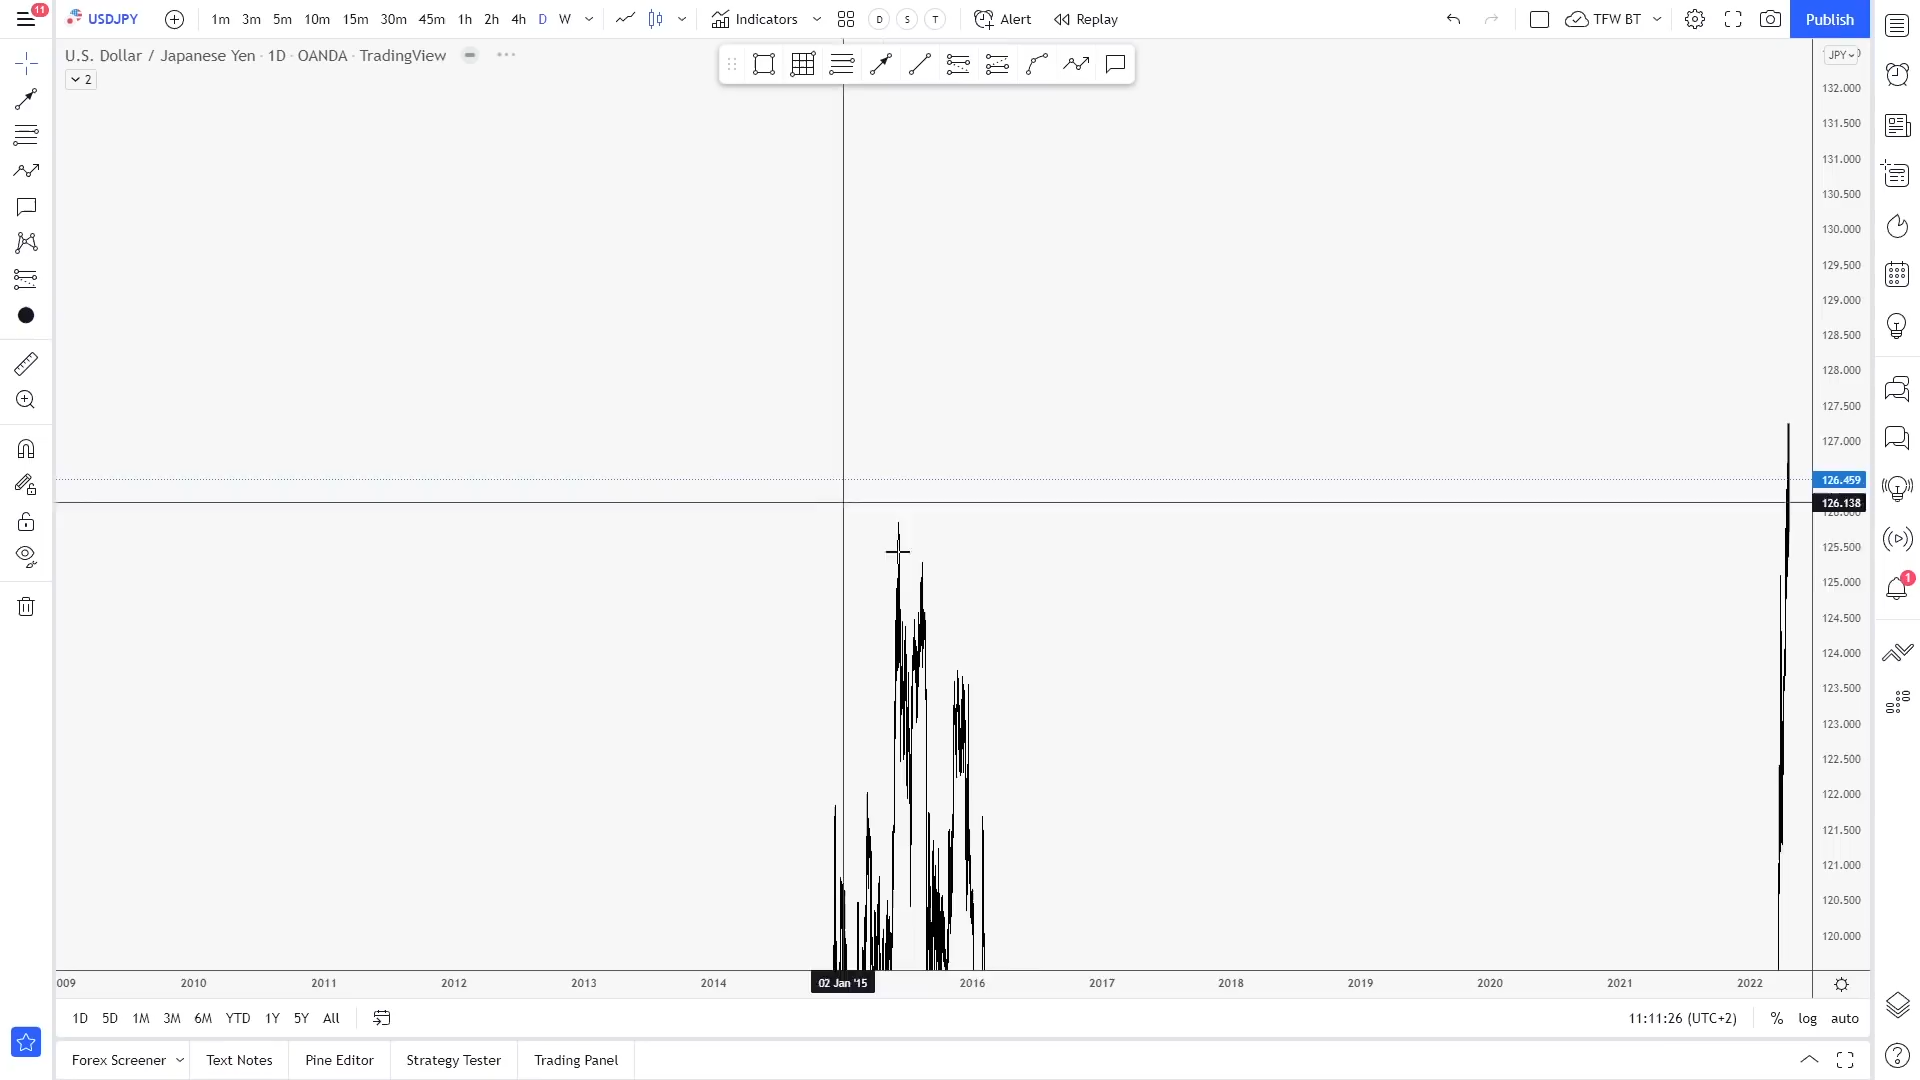 11
USDJPY
1m 3m 5m 10m 15m 30m 45m 1h 2h 4h D W
Indicators
D S T
Alert
Replay
TFW BT
Publish
U.S. Dollar / Japanese Yen · 1D · OANDA · TradingView
2
JPY
132.000
131.500
131.000
130.500
130.000
129.500
129.000
128.500
128.000
127.500
127.000
126.459
126.138
126.000
125.500
125.000
124.500
124.000
123.500
123.000
122.500
122.000
121.500
121.000
120.500
120.000
1
009 2010 2011 2012 2013 2014 02 Jan '15 2016 2017 2018 2019 2020 2021 2022
1D 5D 1M 3M 6M YTD 1Y 5Y All
11:11:26 (UTC+2) % log auto
Forex Screener Text Notes Pine Editor Strategy Tester Trading Panel